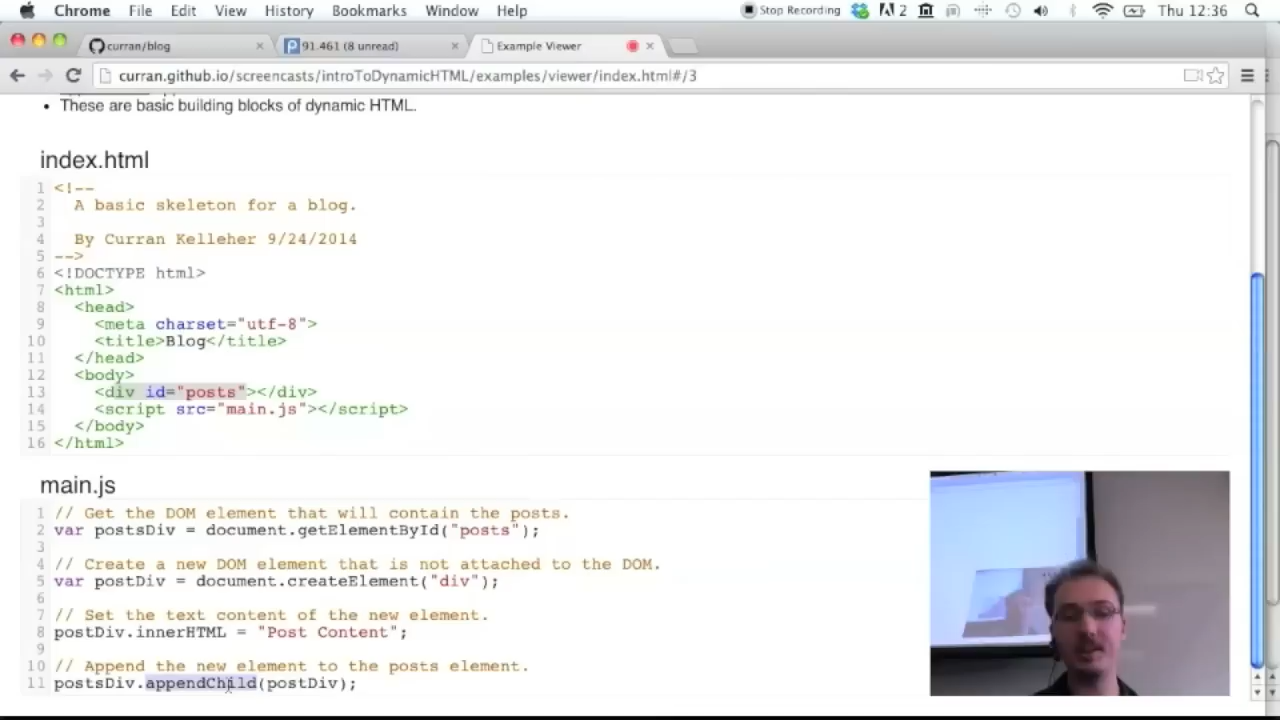 Chrome File Edit View History Bookmarks Window Help Stop Recording 2 Thu 12:36
curran/blog 91.461 (8 unread) Example Viewer
curran.github.io/screencasts/introToDynamicHTML/examples/viewer/index.html#/3
• These are basic building blocks of dynamic HTML.
index.html
1 <!--
2 A basic skeleton for a blog.
3
4 By Curran Kelleher 9/24/2014
5 -->
6 <!DOCTYPE html>
7 <html>
8 <head>
9 <meta charset="utf-8">
10 <title>Blog</title>
11 </head>
12 <body>
13 <div id="posts"></div>
14 <script src="main.js"></script>
15 </body>
16 </html>
main.js
1 // Get the DOM element that will contain the posts.
2 var postsDiv = document.getElementById("posts");
3
4 // Create a new DOM element that is not attached to the DOM.
5 var postDiv = document.createElement("div");
6
7 // Set the text content of the new element.
8 postDiv.innerHTML = "Post Content";
9
10 // Append the new element to the posts element.
11 postsDiv.appendChild(postDiv);